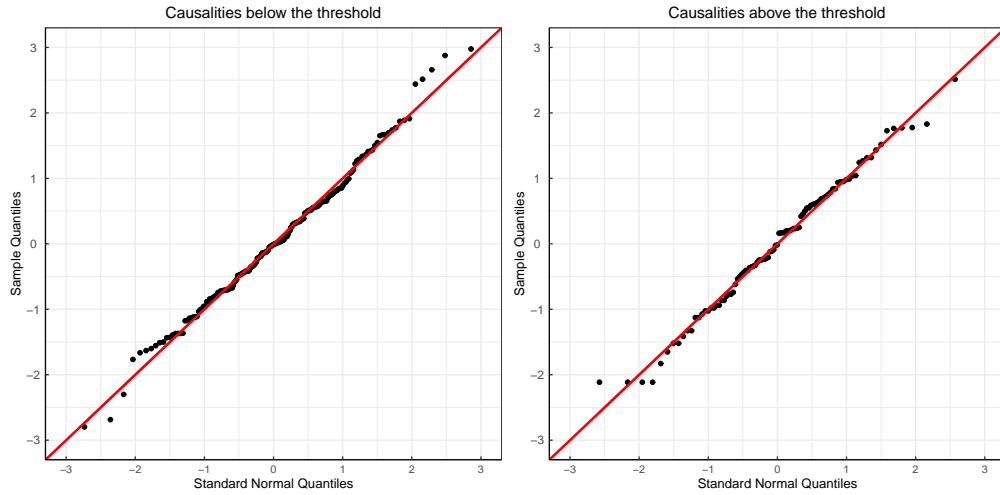 Causalities below the threshold
3
2
1
0
−1
−2
−3
Sample Quantiles
−3 −2 −1 0 1 2 3
Standard Normal Quantiles
Causalities above the threshold
3
2
1
0
−1
−2
−3
Sample Quantiles
−3 −2 −1 0 1 2 3
Standard Normal Quantiles